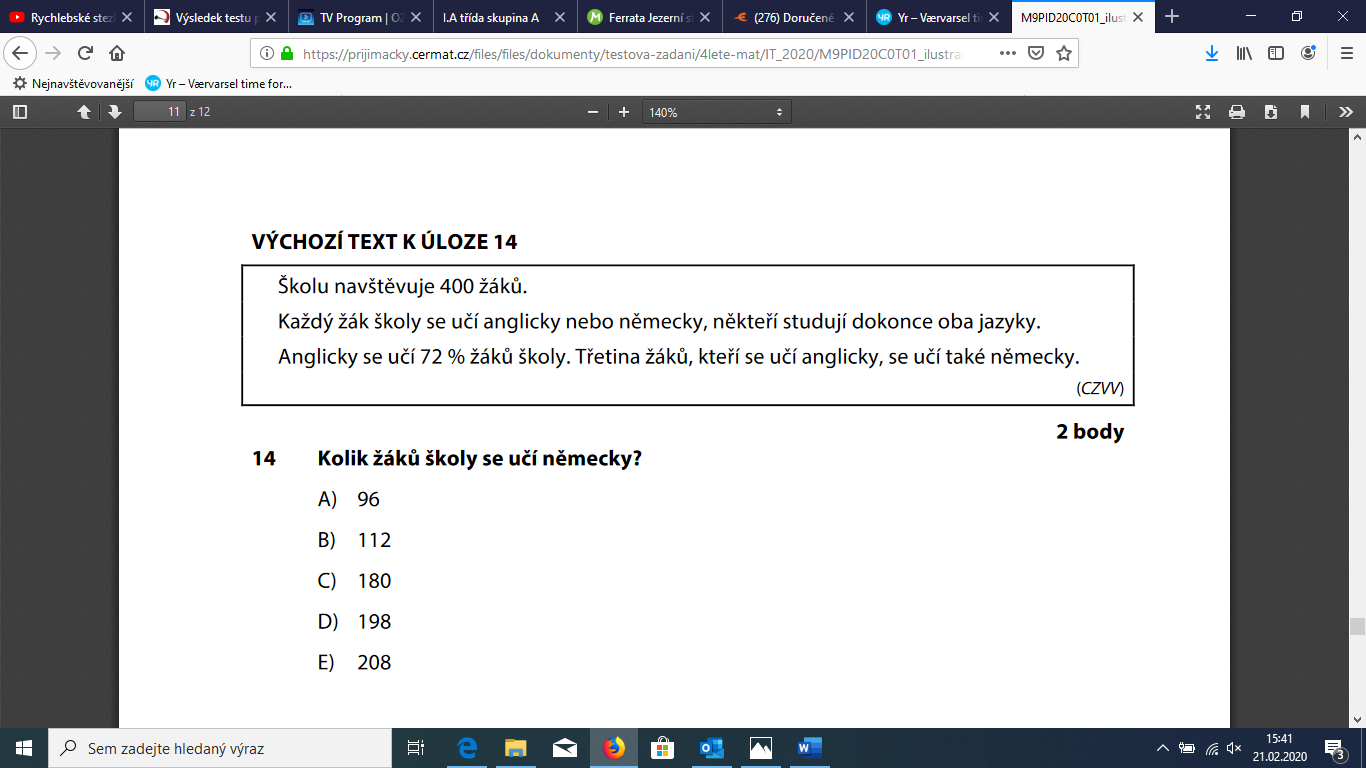 Rychlebské stez
Výsledek testu p
TV Program | O2
I.A třída skupina A
Ferrata Jezerní s
(276) Doručené
Yr – Værvarsel ti
M9PID20C0T01_ilust
https://prijimacky.cermat.cz/files/files/dokumenty/testova-zadani/4lete-mat/IT_2020/M9PID20C0T01_ilustra
Nejnavštěvovanější
Yr – Værvarsel time for...
11 z 12
140%
VÝCHOZÍ TEXT K ÚLOZE 14
Školu navštěvuje 400 žáků.
Každý žák školy se učí anglicky nebo německy, někteří studují dokonce oba jazyky.
Anglicky se učí 72 % žáků školy. Třetina žáků, kteří se učí anglicky, se učí také německy.
(CZVV)
2 body
14 Kolik žáků školy se učí německy?
A) 96
B) 112
C) 180
D) 198
E) 208
Sem zadejte hledaný výraz
15:41
21.02.2020
3